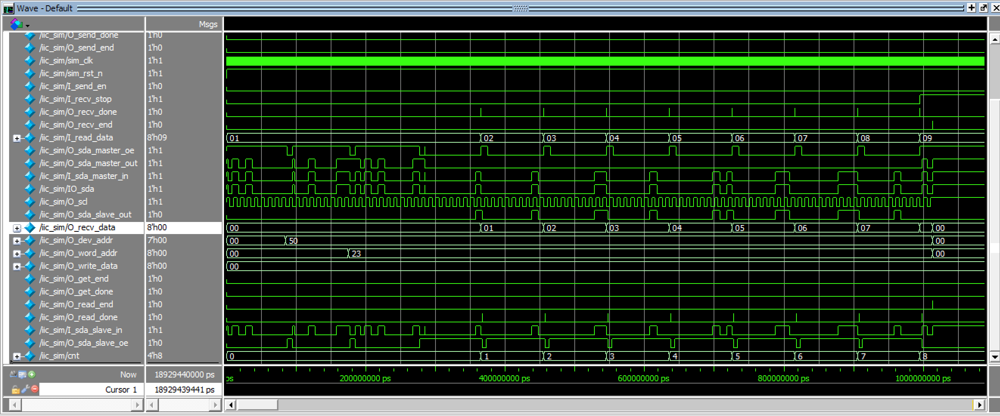 Wave - Default
Msgs
/iic_sim/O_send_done 1'h0
/iic_sim/O_send_end 1'h0
/iic_sim/sim_clk 1'h1
/iic_sim/sim_rst_n 1'h1
/iic_sim/I_send_en 1'h0
/iic_sim/I_recv_stop 1'h1
/iic_sim/O_recv_done 1'h0
/iic_sim/O_recv_end 1'h0
/iic_sim/I_read_data 8'h09 01 02 03 04 05 06 07 08 09
/iic_sim/O_sda_master_oe 1'h1
/iic_sim/O_sda_master_out 1'h1
/iic_sim/I_sda_master_in 1'h1
/iic_sim/IO_sda 1'h1
/iic_sim/O_scl 1'h1
/iic_sim/O_sda_slave_out 1'h0
/iic_sim/O_recv_data 8'h00 00 01 02 03 04 05 06 07 00
/iic_sim/O_dev_addr 7'h00 00 50 00
/iic_sim/O_word_addr 8'h00 00 23 00
/iic_sim/O_write_data 8'h00 00
/iic_sim/O_get_end 1'h0
/iic_sim/O_get_done 1'h0
/iic_sim/O_read_end 1'h0
/iic_sim/O_read_done 1'h0
/iic_sim/I_sda_slave_in 1'h1
/iic_sim/O_sda_slave_oe 1'h0
/iic_sim/cnt 4'h8 0 1 2 3 4 5 6 7 8
Now 18929440000 ps ps 200000000 ps 400000000 ps 600000000 ps 800000000 ps 1000000000 ps
Cursor 1 18929439441 ps